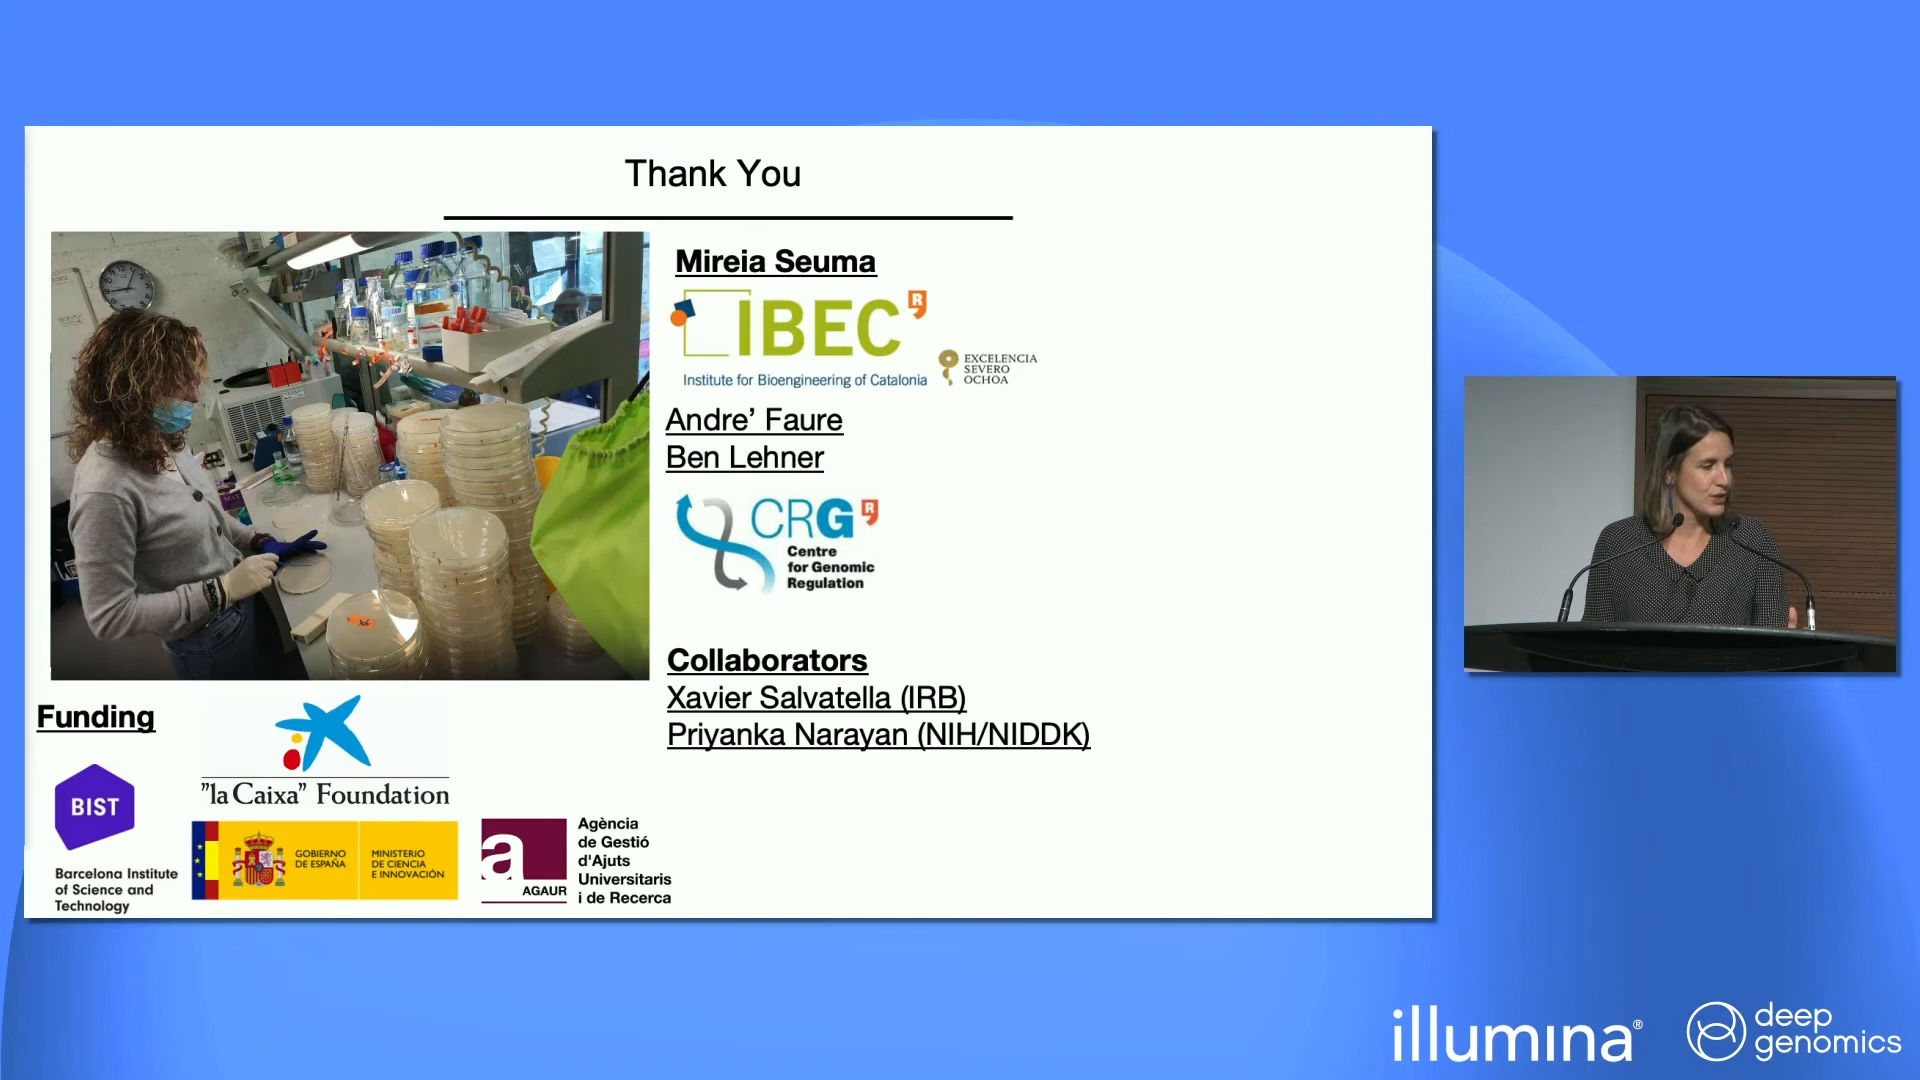 Thank You
Mireia Seuma
IBEC R
Institute for Bioengineering of Catalonia
EXCELENCIA
SEVERO
OCHOA
Andre’ Faure
Ben Lehner
CRG R
Centre
for Genomic
Regulation
Collaborators
Xavier Salvatella (IRB)
Priyanka Narayan (NIH/NIDDK)
Funding
BIST
Barcelona Institute
of Science and
Technology
”la Caixa” Foundation
GOBIERNO
DE ESPAÑA
MINISTERIO
DE CIENCIA
E INNOVACIÓN
a
AGAUR
Agència
de Gestió
d'Ajuts
Universitaris
i de Recerca
illumina®
deep
genomics